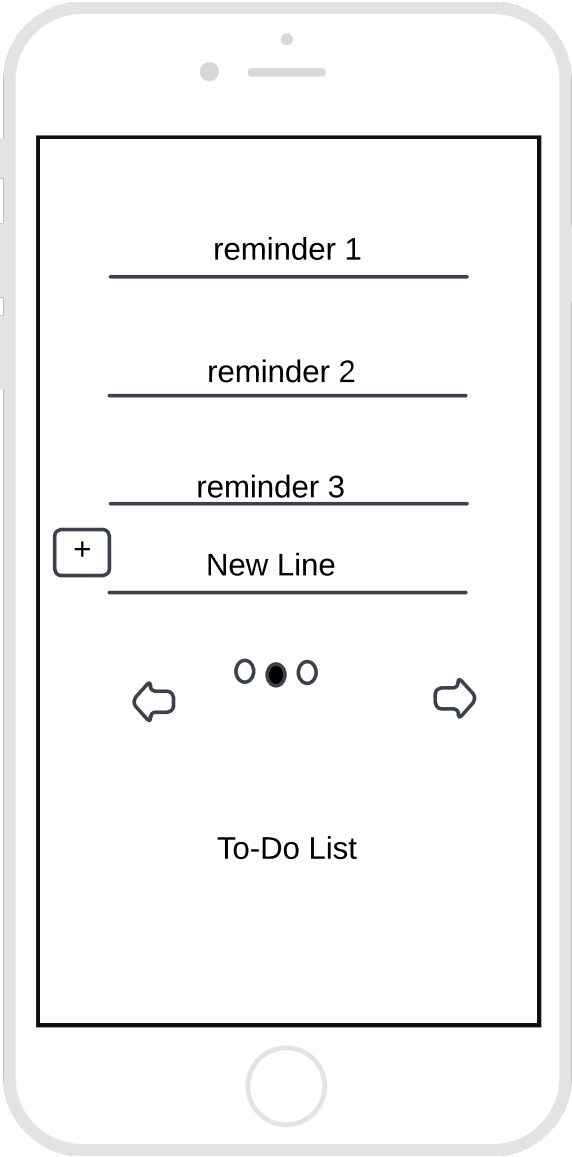 reminder 1
reminder 2
reminder 3
+
New Line
To-Do List